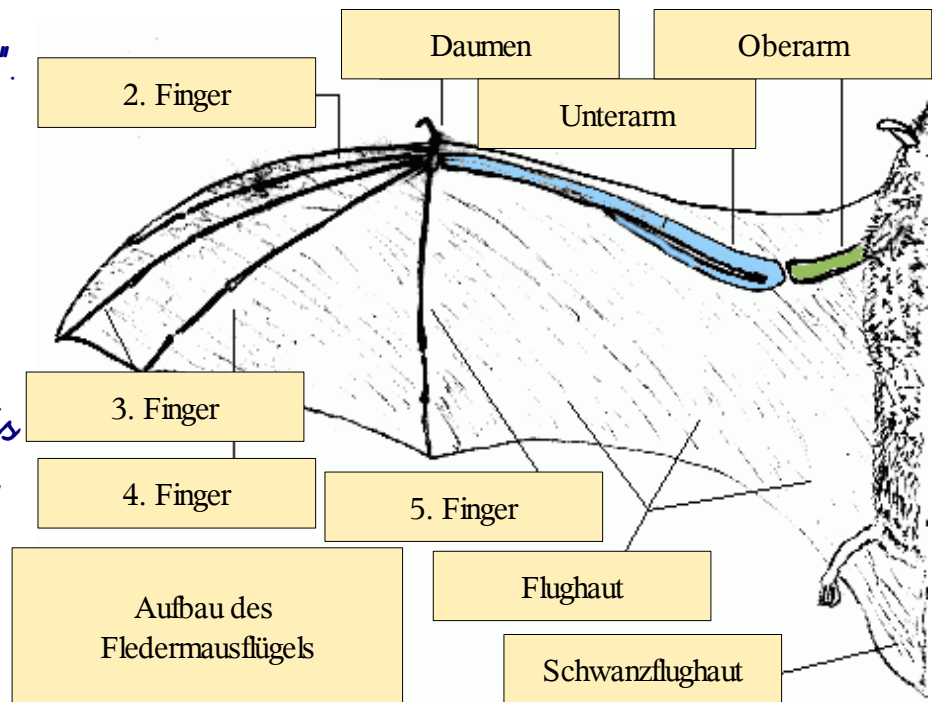 Daumen
Oberarm
2. Finger
Unterarm
3. Finger
4. Finger
5. Finger
Flughaut
Aufbau des
Fledermausflügels
Schwanzflughaut